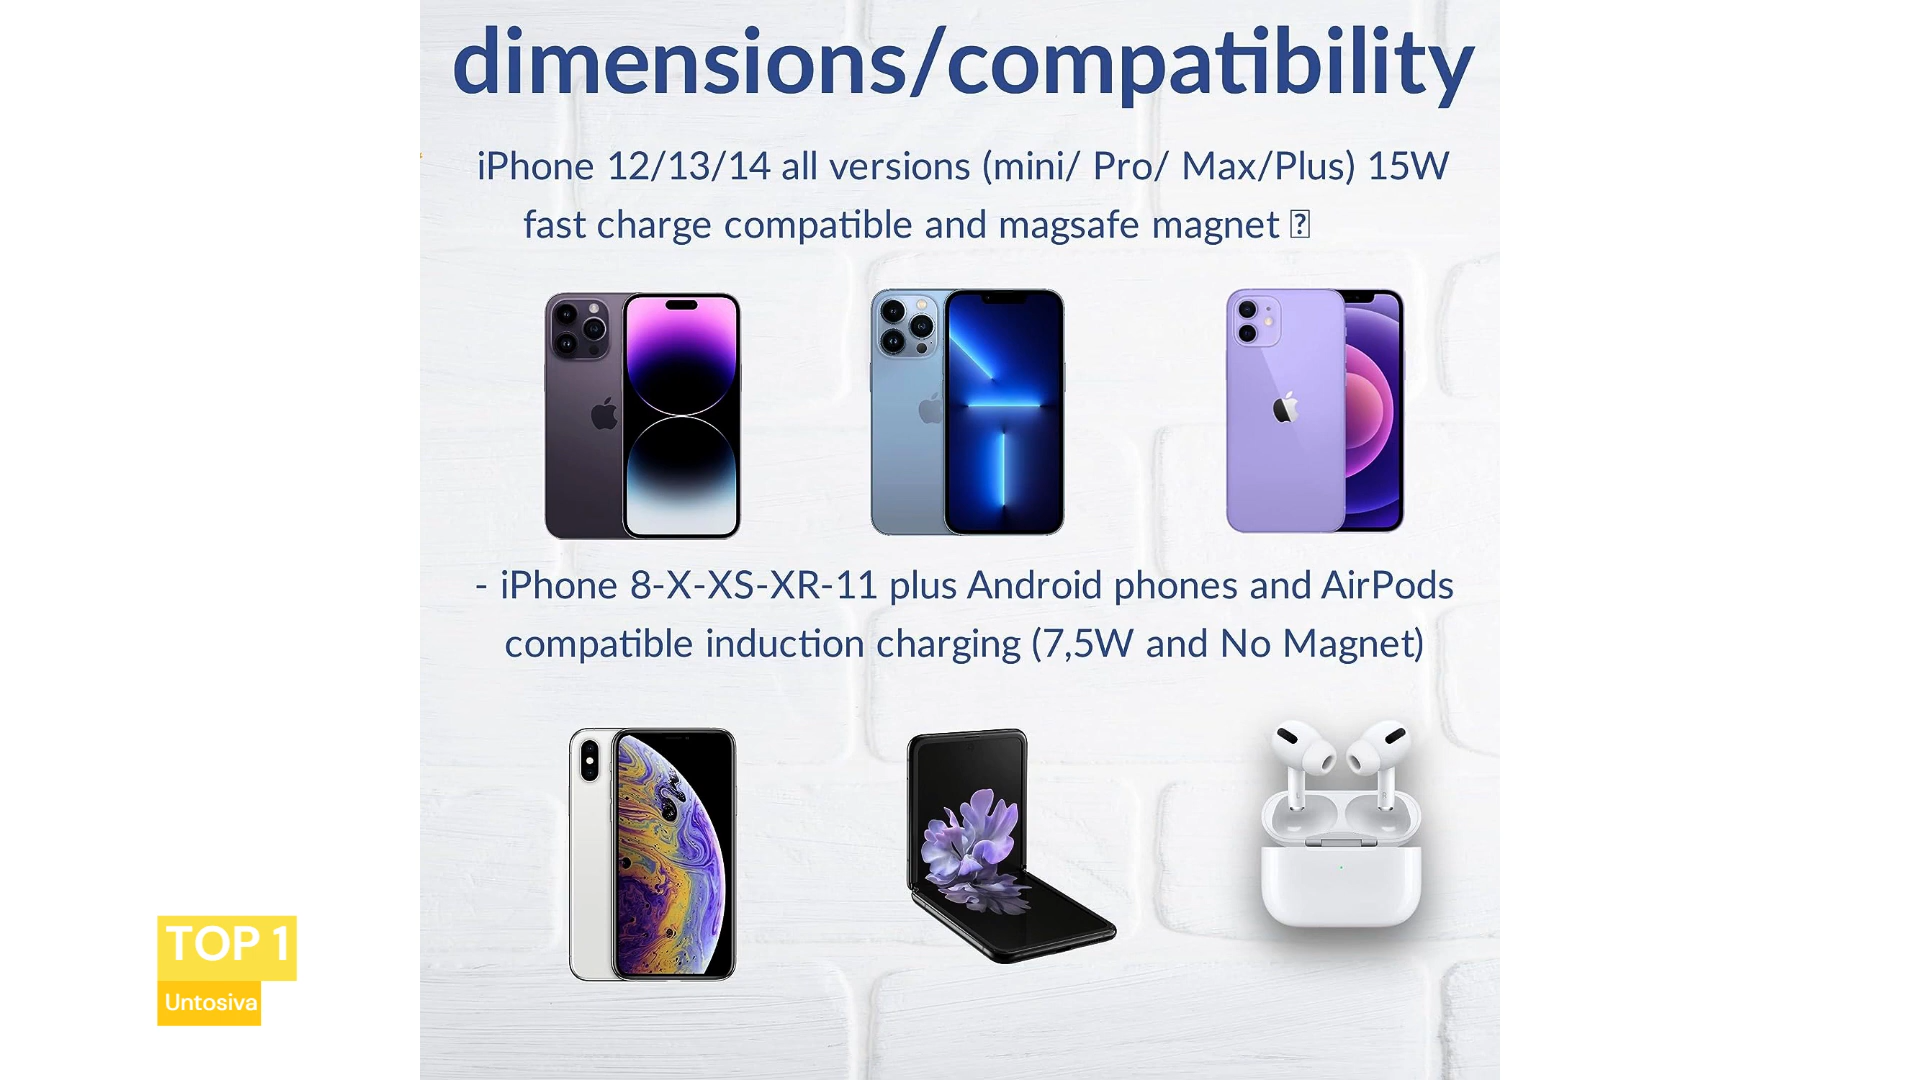 dimensions/compatibility
iPhone 12/13/14 all versions (mini/ Pro/ Max/Plus) 15W
fast charge compatible and magsafe magnet ⍰
- iPhone 8-X-XS-XR-11 plus Android phones and AirPods
compatible induction charging (7,5W and No Magnet)
TOP 1
Untosiva